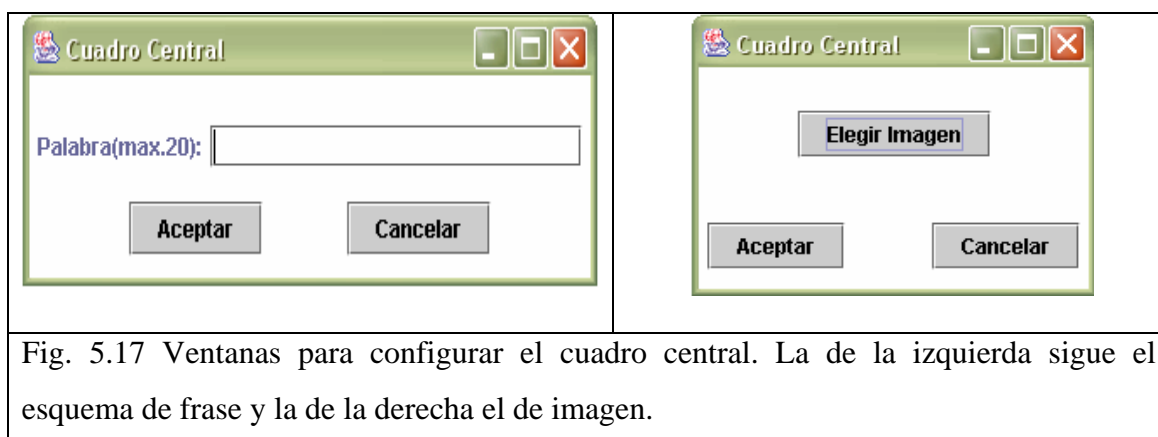 Cuadro Central
Palabra(max.20):
Aceptar Cancelar
Cuadro Central
Elegir Imagen
Aceptar Cancelar
Fig. 5.17 Ventanas para configurar el cuadro central. La de la izquierda sigue el
esquema de frase y la de la derecha el de imagen.